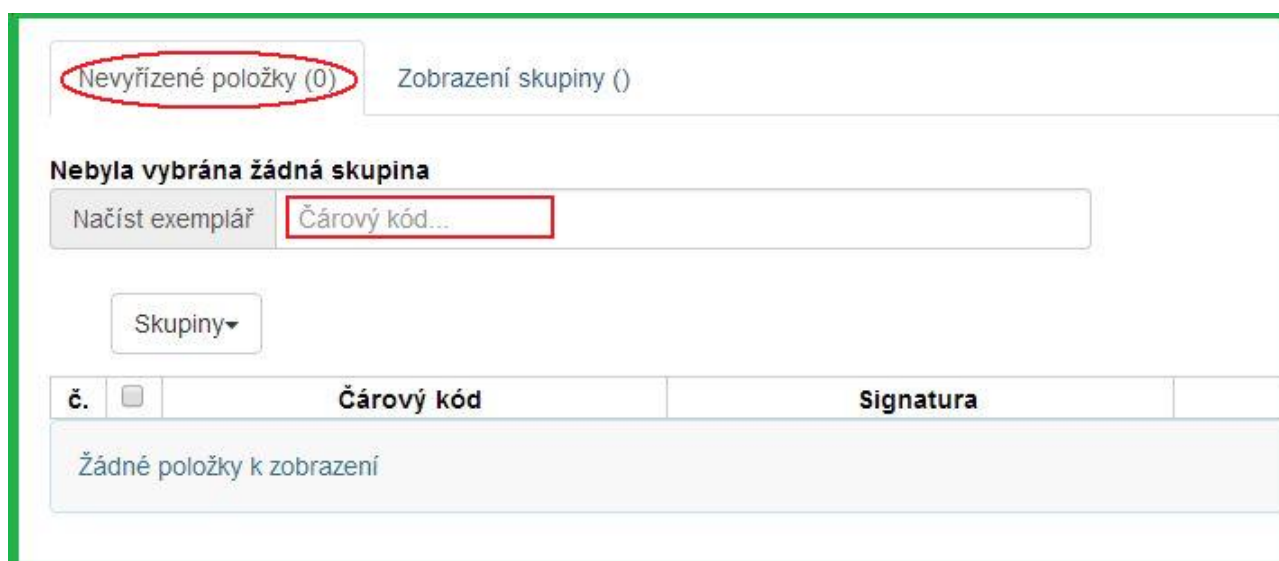 Nevyřízené položky (0) Zobrazení skupiny ()
Nebyla vybrána žádná skupina
Načíst exemplář Čárový kód...
Skupiny
č. Čárový kód Signatura
Žádné položky k zobrazení